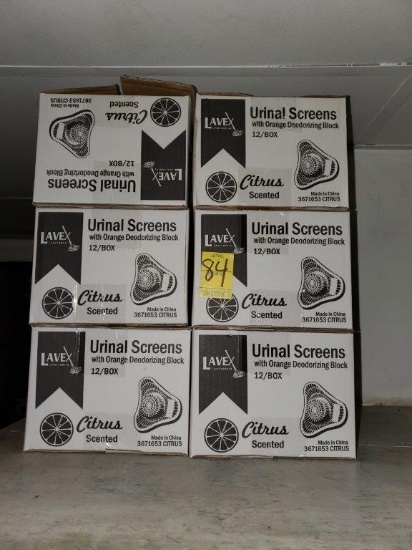 LAVEX
Urinal Screens
with Orange Deodorizing Block
12/BOX
Citrus
Scented
Made in China
3671653 CITRUS
LAVEX
Urinal Screens
with Orange Deodorizing Block
12/BOX
Citrus
Scented
Made in China
3671653 CITRUS
LAVEX
Urinal Screens
with Orange Deodorizing Block
12/BOX
Citrus
Scented
Made in China
3671653 CITRUS
84
LAVEX
Urinal Screens
with Orange Deodorizing Block
12/BOX
Citrus
Scented
Made in China
3671653 CITRUS
LAVEX
Urinal Screens
with Orange Deodorizing Block
12/BOX
Citrus
Scented
Made in China
3671653 CITRUS
LAVEX
Urinal Screens
with Orange Deodorizing Block
12/BOX
Citrus
Scented
Made in China
3671653 CITRUS